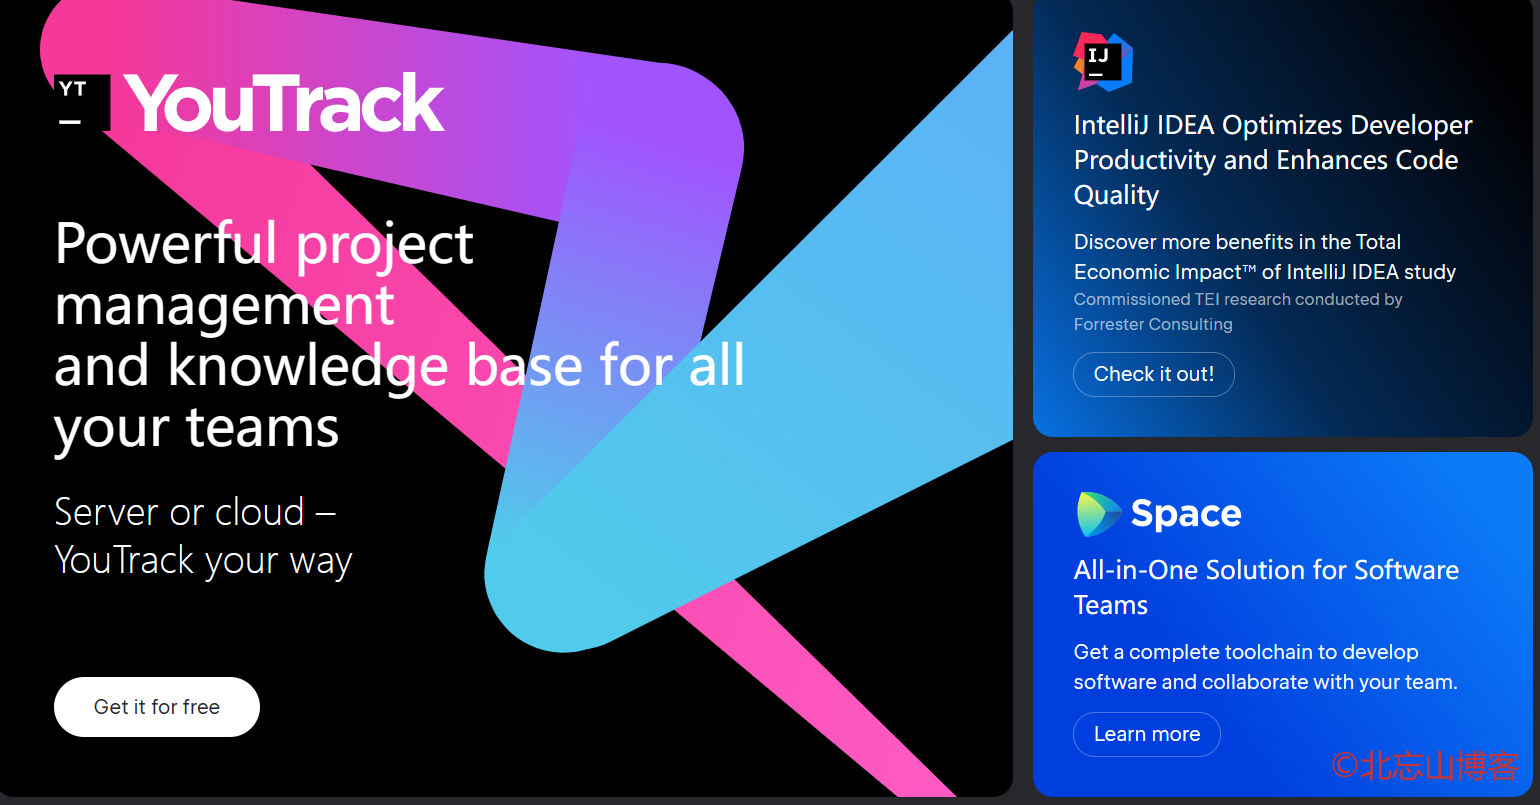 YT
YouTrack
Powerful project
management
and knowledge base for all
your teams
Server or cloud –
YouTrack your way
Get it for free
IJ
IntelliJ IDEA Optimizes Developer
Productivity and Enhances Code
Quality
Discover more benefits in the Total
Economic Impact™ of IntelliJ IDEA study
Commissioned TEI research conducted by
Forrester Consulting
Check it out!
Space
All-in-One Solution for Software
Teams
Get a complete toolchain to develop
software and collaborate with your team.
Learn more
©北忘山博客